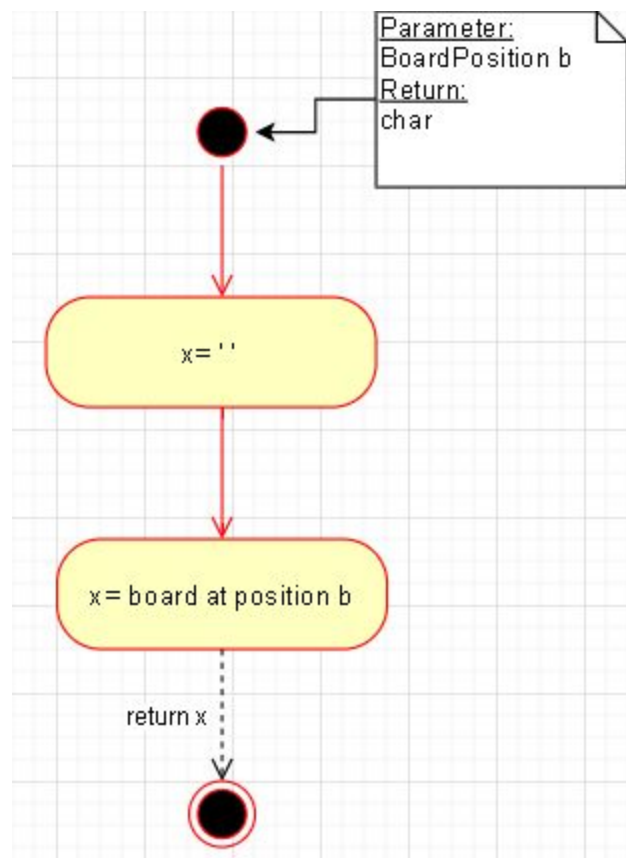 Parameter:
BoardPosition b
Return:
char
x= ' '
x= board at position b
return x